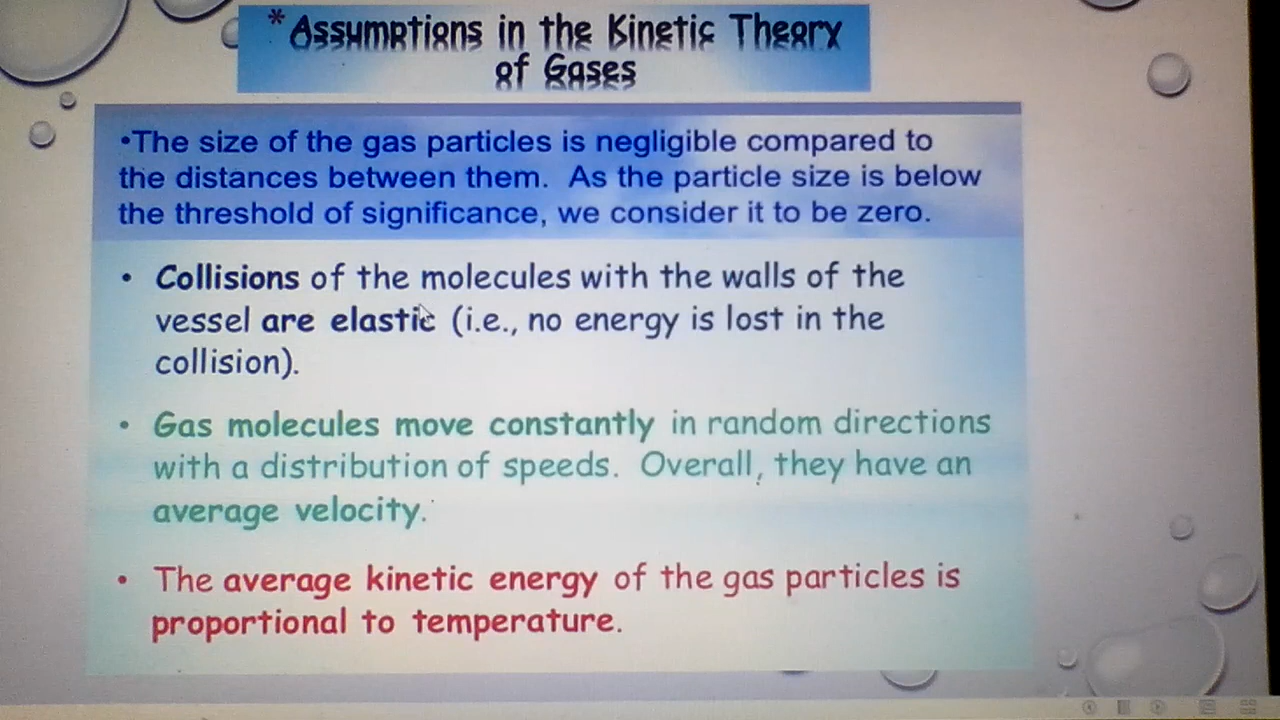 * Assumptions in the Kinetic Theory
of Gases
•The size of the gas particles is negligible compared to
the distances between them. As the particle size is below
the threshold of significance, we consider it to be zero.
• Collisions of the molecules with the walls of the
vessel are elastic (i.e., no energy is lost in the
collision).
• Gas molecules move constantly in random directions
with a distribution of speeds. Overall, they have an
average velocity.
• The average kinetic energy of the gas particles is
proportional to temperature.